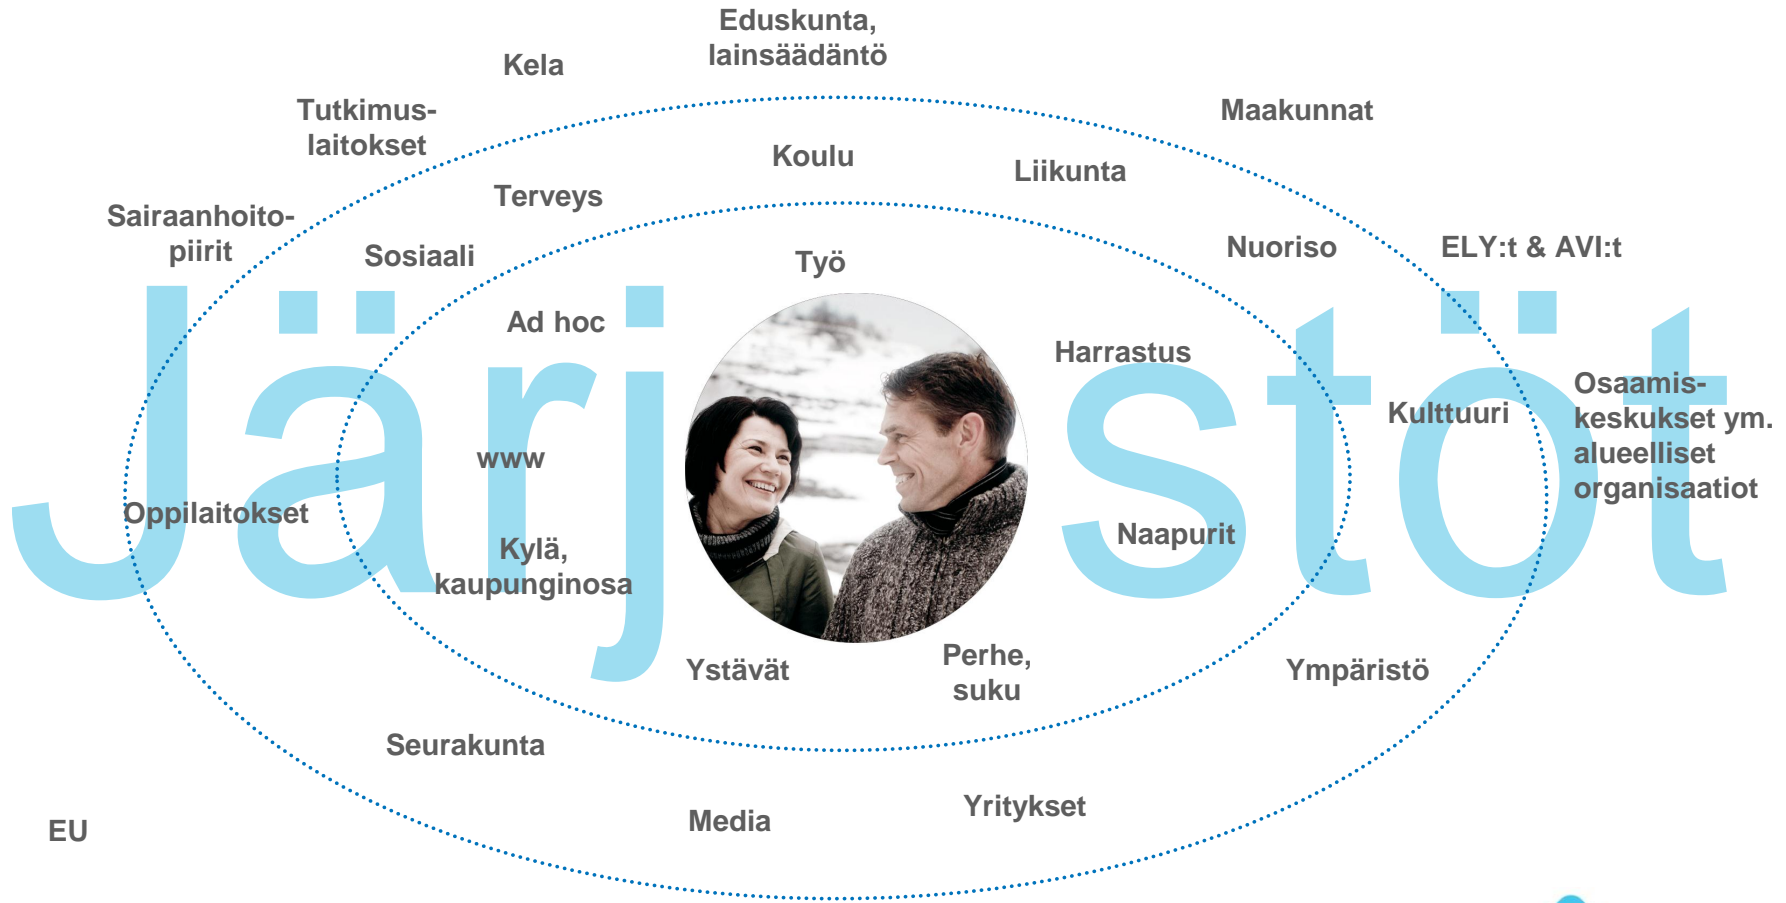 Eduskunta,
lainsäädäntö
Kela
Tutkimus-
laitokset
Maakunnat
Koulu
Liikunta
Terveys
Sairaanhoito-
piirit
Sosiaali
Työ
Nuoriso
ELY:t & AVI:t
Järj stöt
Ad hoc
Harrastus
Kulttuuri
Osaamis-
keskukset ym.
alueelliset
organisaatiot
www
Oppilaitokset
Kylä,
kaupunginosa
Naapurit
Ystävät
Perhe,
suku
Ympäristö
Seurakunta
Media
Yritykset
EU